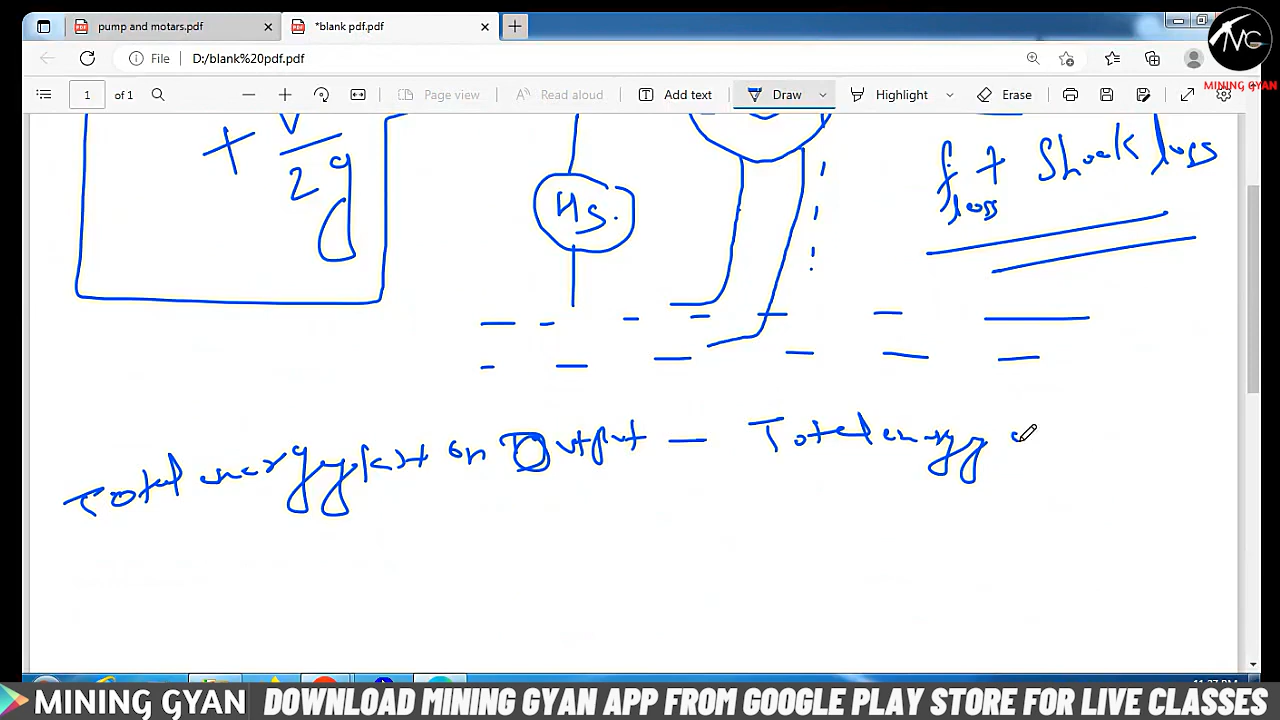 pump and motars.pdf
*blank pdf.pdf
MVG
MINING GYAN
File
D:/blank%20pdf.pdf
1 of 1
Page view
Read aloud
Add text
Draw
Highlight
Erase
+ V
2g
Hs.
f + Shock loss
loss
Total energy on Output — Total energy
MINING GYAN DOWNLOAD MINING GYAN APP FROM GOOGLE PLAY STORE FOR LIVE CLASSES